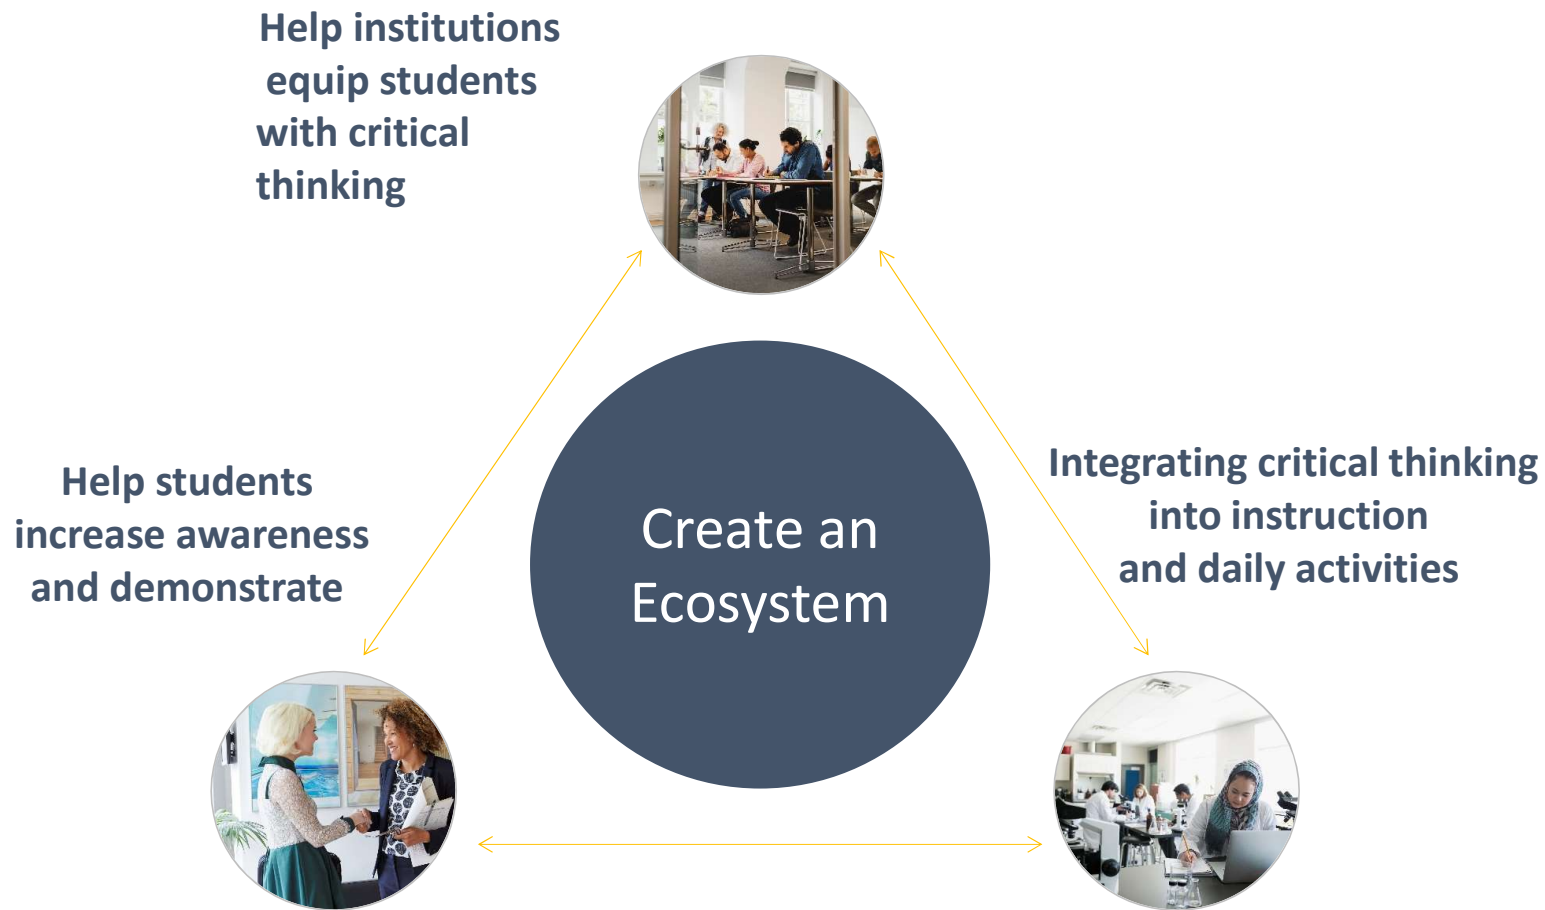 Help institutions
equip students
with critical
thinking
Help students
increase awareness
and demonstrate
Create an
Ecosystem
Integrating critical thinking
into instruction
and daily activities